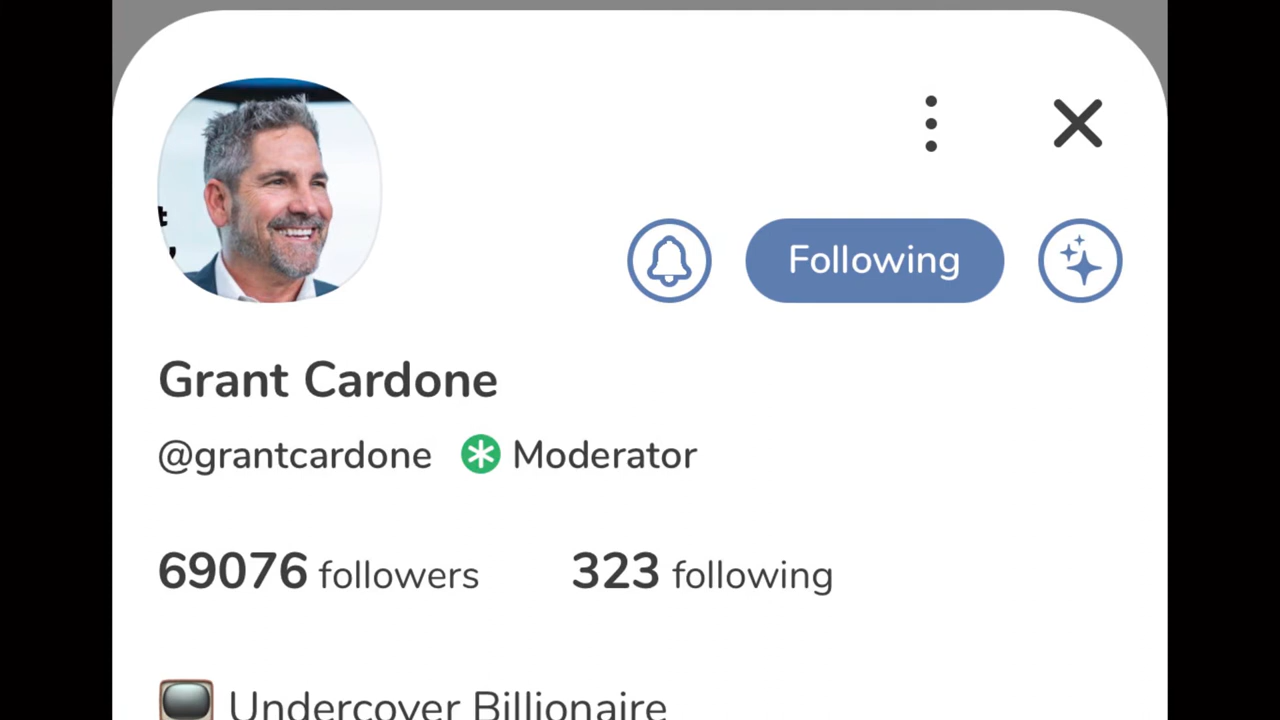 Following
Grant Cardone
@grantcardone Moderator
69076 followers 323 following
Undercover Billionaire